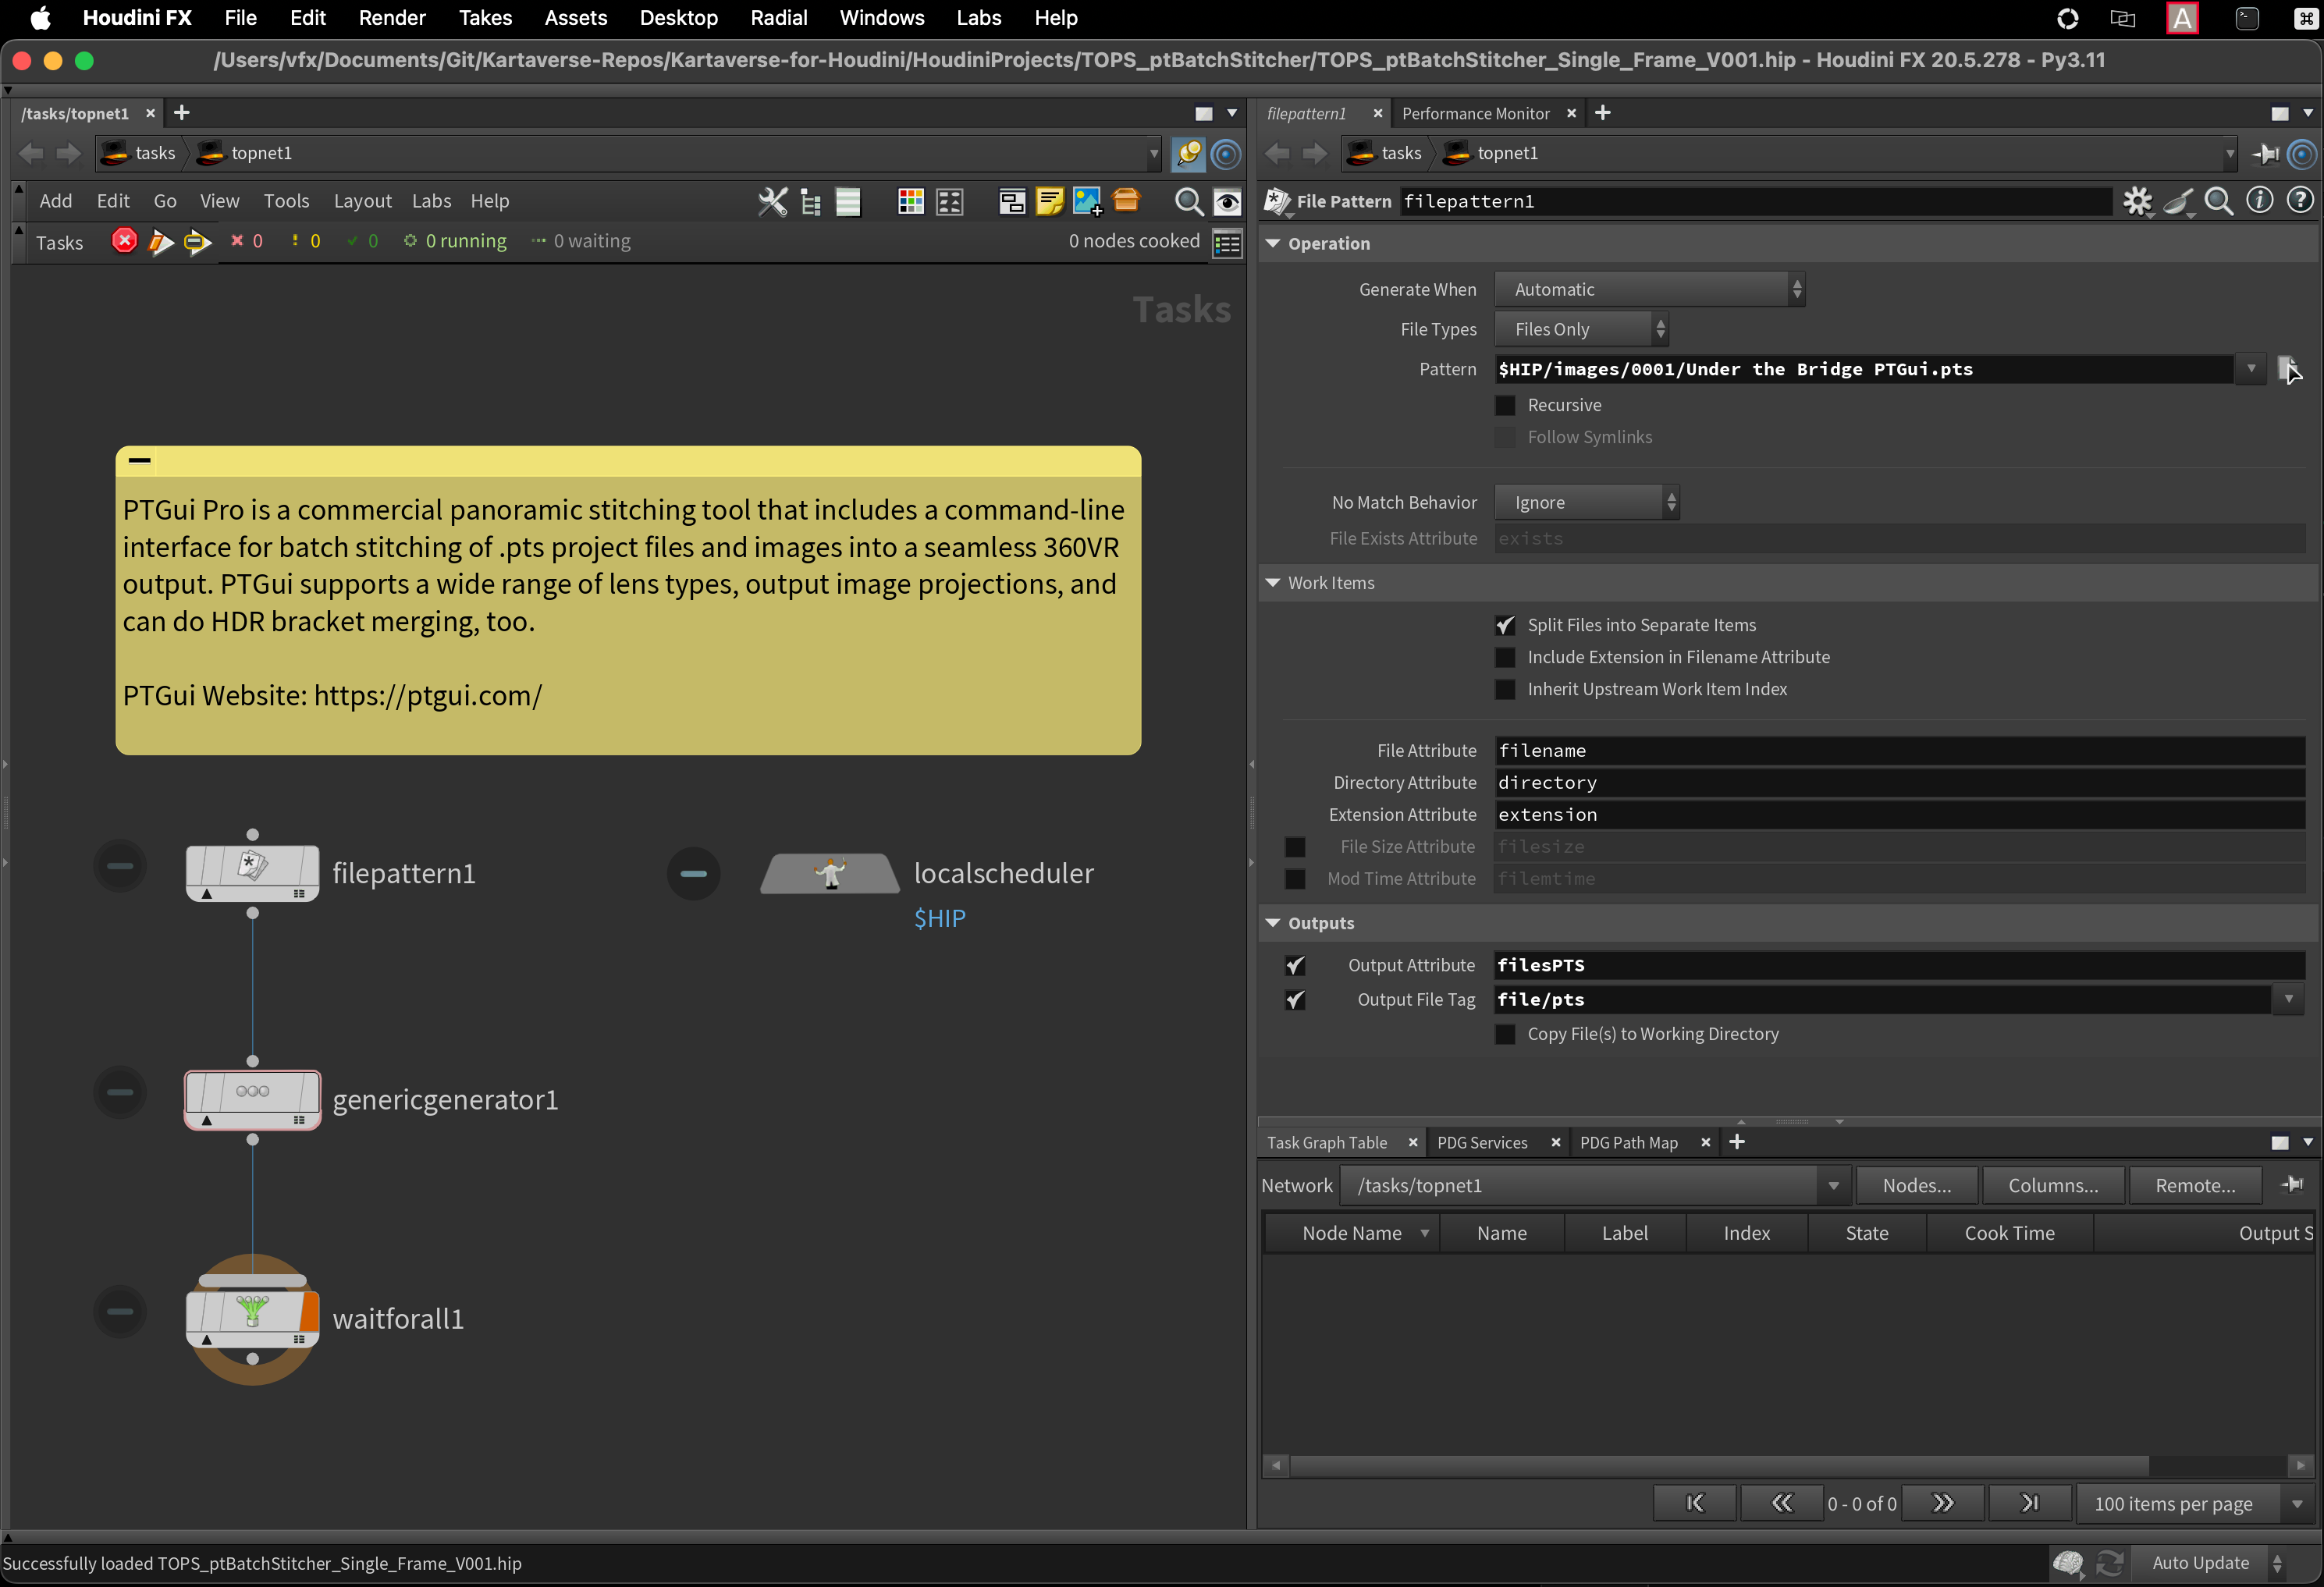 Houdini FX File Edit Render Takes Assets Desktop Radial Windows Labs Help
/Users/vfx/Documents/Git/Kartaverse-Repos/Kartaverse-for-Houdini/HoudiniProjects/TOPS_ptBatchStitcher/TOPS_ptBatchStitcher_Single_Frame_V001.hip - Houdini FX 20.5.278 - Py3.11
/tasks/topnet1
tasks topnet1
Add Edit Go View Tools Layout Labs Help
Tasks 0 0 0 0 running 0 waiting 0 nodes cooked
Tasks
PTGui Pro is a commercial panoramic stitching tool that includes a command-line
interface for batch stitching of .pts project files and images into a seamless 360VR
output. PTGui supports a wide range of lens types, output image projections, and
can do HDR bracket merging, too.
PTGui Website: https://ptgui.com/
filepattern1
localscheduler
$HIP
genericgenerator1
waitforall1
filepattern1 Performance Monitor
tasks topnet1
File Pattern filepattern1
Operation
Generate When Automatic
File Types Files Only
Pattern $HIP/images/0001/Under the Bridge PTGui.pts
Recursive
Follow Symlinks
No Match Behavior Ignore
File Exists Attribute exists
Work Items
Split Files into Separate Items
Include Extension in Filename Attribute
Inherit Upstream Work Item Index
File Attribute filename
Directory Attribute directory
Extension Attribute extension
File Size Attribute filesize
Mod Time Attribute filemtime
Outputs
Output Attribute filesPTS
Output File Tag file/pts
Copy File(s) to Working Directory
Task Graph Table PDG Services PDG Path Map
Network /tasks/topnet1 Nodes... Columns... Remote...
Node Name Name Label Index State Cook Time Output S
0 - 0 of 0 100 items per page
Successfully loaded TOPS_ptBatchStitcher_Single_Frame_V001.hip
Auto Update